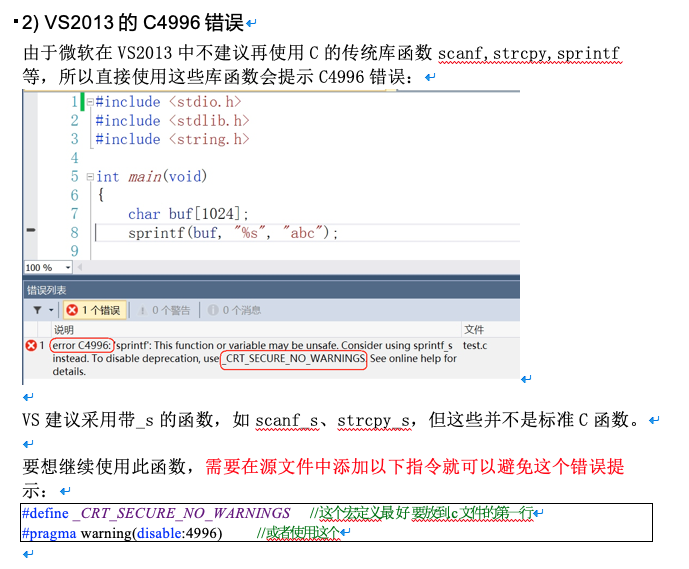 2) VS2013 的 C4996 错误
由于微软在 VS2013 中不建议再使用 C 的传统库函数 scanf,strcpy,sprintf
等，所以直接使用这些库函数会提示 C4996 错误：
1 #include <stdio.h>
2 #include <stdlib.h>
3 #include <string.h>
4
5 int main(void)
6 {
7 char buf[1024];
8 sprintf(buf, "%s", "abc");
9
100 %
错误列表
1 个错误 0 个警告 0 个消息
说明 文件
1 error C4996: 'sprintf': This function or variable may be unsafe. Consider using sprintf_s test.c
instead. To disable deprecation, use _CRT_SECURE_NO_WARNINGS. See online help for
details.
VS 建议采用带_s 的函数，如 scanf_s、strcpy_s，但这些并不是标准 C 函数。
要想继续使用此函数，需要在源文件中添加以下指令就可以避免这个错误提
示：
#define _CRT_SECURE_NO_WARNINGS //这个宏定义最好要放到.c 文件的第一行
#pragma warning(disable:4996) //或者使用这个